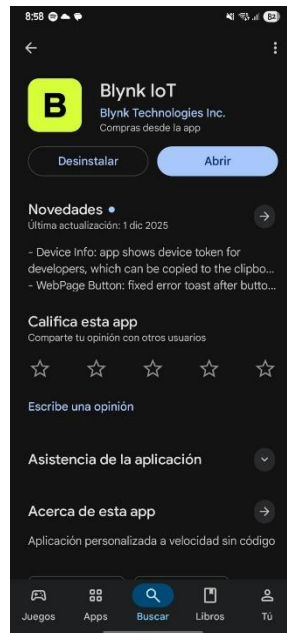 8:58
82
B
Blynk IoT
Blynk Technologies Inc.
Compras desde la app
Desinstalar
Abrir
Novedades
Última actualización: 1 dic 2025
- Device Info: app shows device token for
developers, which can be copied to the clipbo...
- WebPage Button: fixed error toast after butto...
Califica esta app
Comparte tu opinión con otros usuarios
Escribe una opinión
Asistencia de la aplicación
Acerca de esta app
Aplicación personalizada a velocidad sin código
Juegos
Apps
Buscar
Libros
Tú